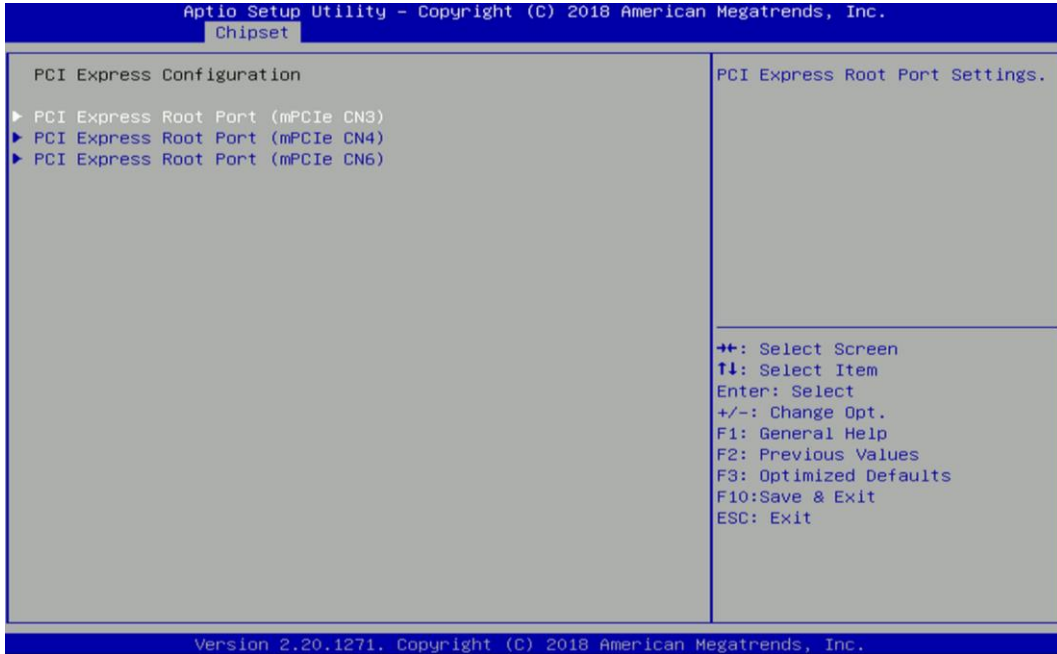 Aptio Setup Utility – Copyright (C) 2018 American Megatrends, Inc.
Chipset
PCI Express Configuration
▶ PCI Express Root Port (mPCIe CN3)
▶ PCI Express Root Port (mPCIe CN4)
▶ PCI Express Root Port (mPCIe CN6)
PCI Express Root Port Settings.
→←: Select Screen
↑↓: Select Item
Enter: Select
+/-: Change Opt.
F1: General Help
F2: Previous Values
F3: Optimized Defaults
F10:Save & Exit
ESC: Exit
Version 2.20.1271. Copyright (C) 2018 American Megatrends, Inc.